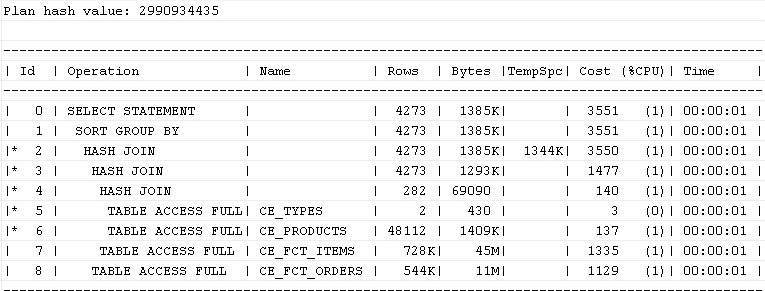 Plan hash value: 2990934435
--------------------------------------------------------------------------------------------------
| Id  | Operation              | Name          | Rows  | Bytes |TempSpc| Cost (%CPU)| Time     |
--------------------------------------------------------------------------------------------------
|   0 | SELECT STATEMENT       |               |  4273 |  1385K|       |  3551   (1)| 00:00:01 |
|   1 |  SORT GROUP BY         |               |  4273 |  1385K|       |  3551   (1)| 00:00:01 |
|*  2 |   HASH JOIN            |               |  4273 |  1385K|  1344K|  3550   (1)| 00:00:01 |
|*  3 |    HASH JOIN           |               |  4273 |  1293K|       |  1477   (1)| 00:00:01 |
|*  4 |     HASH JOIN          |               |   282 | 69090 |       |   140   (1)| 00:00:01 |
|*  5 |      TABLE ACCESS FULL| CE_TYPES      |     2 |   430 |       |     3   (0)| 00:00:01 |
|*  6 |      TABLE ACCESS FULL| CE_PRODUCTS   | 48112 |  1409K|       |   137   (1)| 00:00:01 |
|   7 |     TABLE ACCESS FULL | CE_FCT_ITEMS  |   728K|    45M|       |  1335   (1)| 00:00:01 |
|   8 |    TABLE ACCESS FULL  | CE_FCT_ORDERS |   544K|    11M|       |  1129   (1)| 00:00:01 |
--------------------------------------------------------------------------------------------------